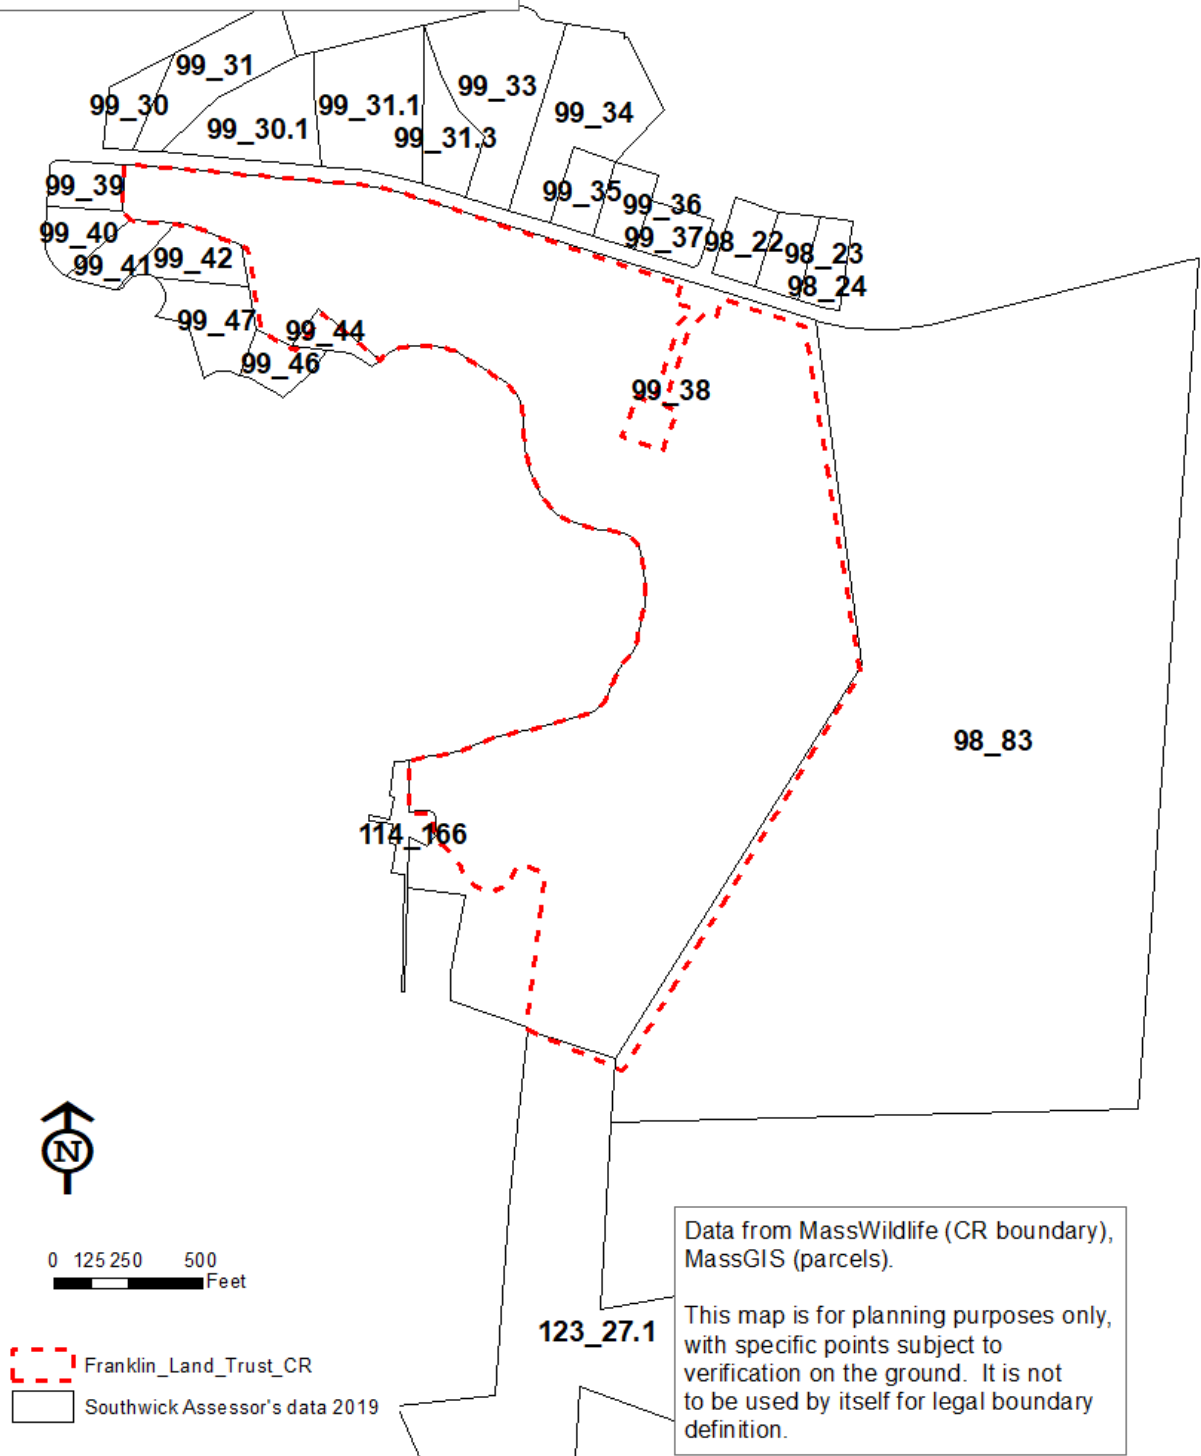 99_31
99_30
99_30.1
99_31.1
99_31.3
99_33
99_34
99_39
99_40
99_41
99_42
99_35
99_36
99_37
98_22
98_23
98_24
99_47
99_44
99_46
99_38
98_83
114_166
N
0 125 250 500
Feet
Franklin_Land_Trust_CR
Southwick Assessor's data 2019
123_27.1
Data from MassWildlife (CR boundary),
MassGIS (parcels).
This map is for planning purposes only,
with specific points subject to
verification on the ground. It is not
to be used by itself for legal boundary
definition.